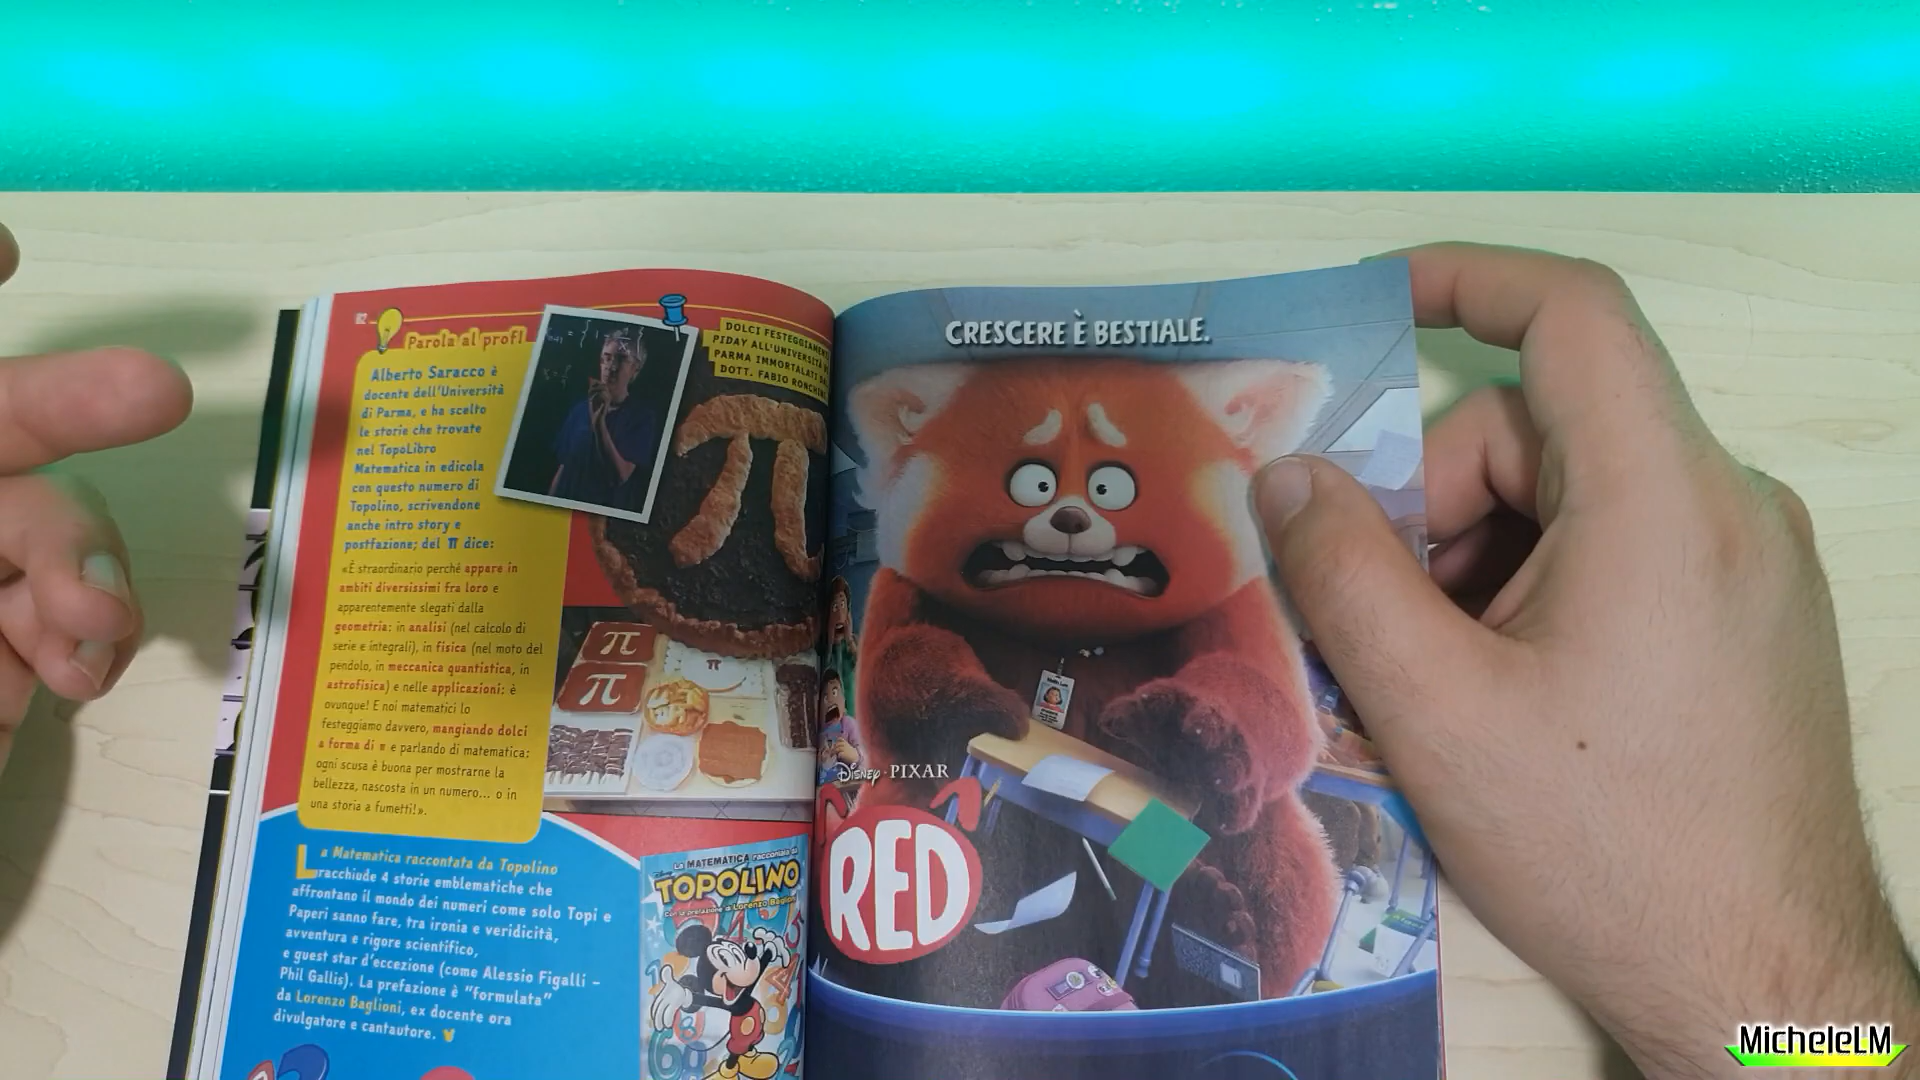 82
Parola al prof!
Alberto Saracco è
docente dell'Università
di Parma, e ha scelto
le storie che trovate
nel TopoLibro
Matematica in edicola
con questo numero di
Topolino, scrivendone
anche intro story e
postfazione; del π dice:
«È straordinario perché appare in
ambiti diversissimi fra loro e
apparentemente slegati dalla
geometria: in analisi (nel calcolo di
serie e integrali), in fisica (nel moto del
pendolo, in meccanica quantistica, in
astrofisica) e nelle applicazioni: è
ovunque! E noi matematici lo
festeggiamo davvero, mangiando dolci
a forma di π e parlando di matematica:
ogni scusa è buona per mostrarne la
bellezza, nascosta in un numero... o in
una storia a fumetti!».
DOLCI FESTEGGIAMENTI
PIDAY ALL'UNIVERSITÀ
PARMA IMMORTALATI
DOTT. FABIO
π
π
π
π
La Matematica raccontata da Topolino
racchiude 4 storie emblematiche che
affrontano il mondo dei numeri come solo Topi e
Paperi sanno fare, tra ironia e veridicità,
avventura e rigore scientifico,
e guest star d'eccezione (come Alessio Figalli –
Phil Gallis). La prefazione è "formulata"
da Lorenzo Baglioni, ex docente ora
divulgatore e cantautore.
La MATEMATICA raccontata da
Disney
TOPOLINO
Con la prefazione di Lorenzo Baglioni
CRESCERE È BESTIALE.
Disney · PIXAR
RED
MicheleLM